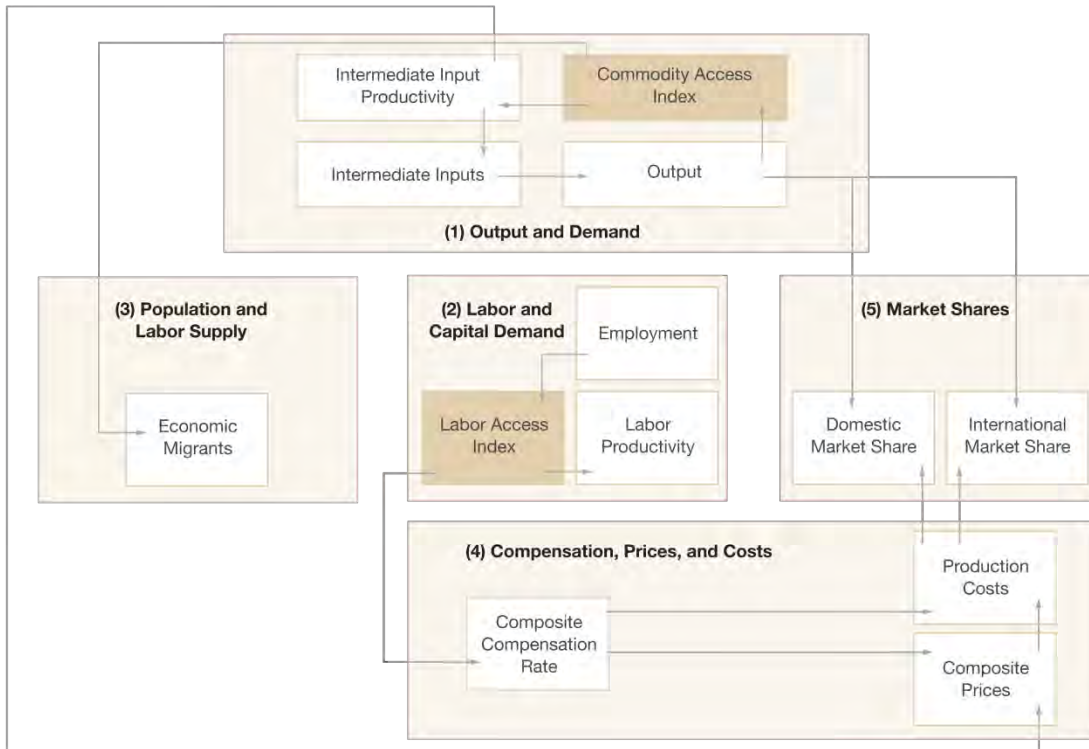 Intermediate Input
Productivity
Commodity Access
Index
Intermediate Inputs
Output
(1) Output and Demand
(3) Population and
Labor Supply
Economic
Migrants
(2) Labor and
Capital Demand
Employment
Labor Access
Index
Labor
Productivity
(5) Market Shares
Domestic
Market Share
International
Market Share
(4) Compensation, Prices, and Costs
Production
Costs
Composite
Compensation
Rate
Composite
Prices